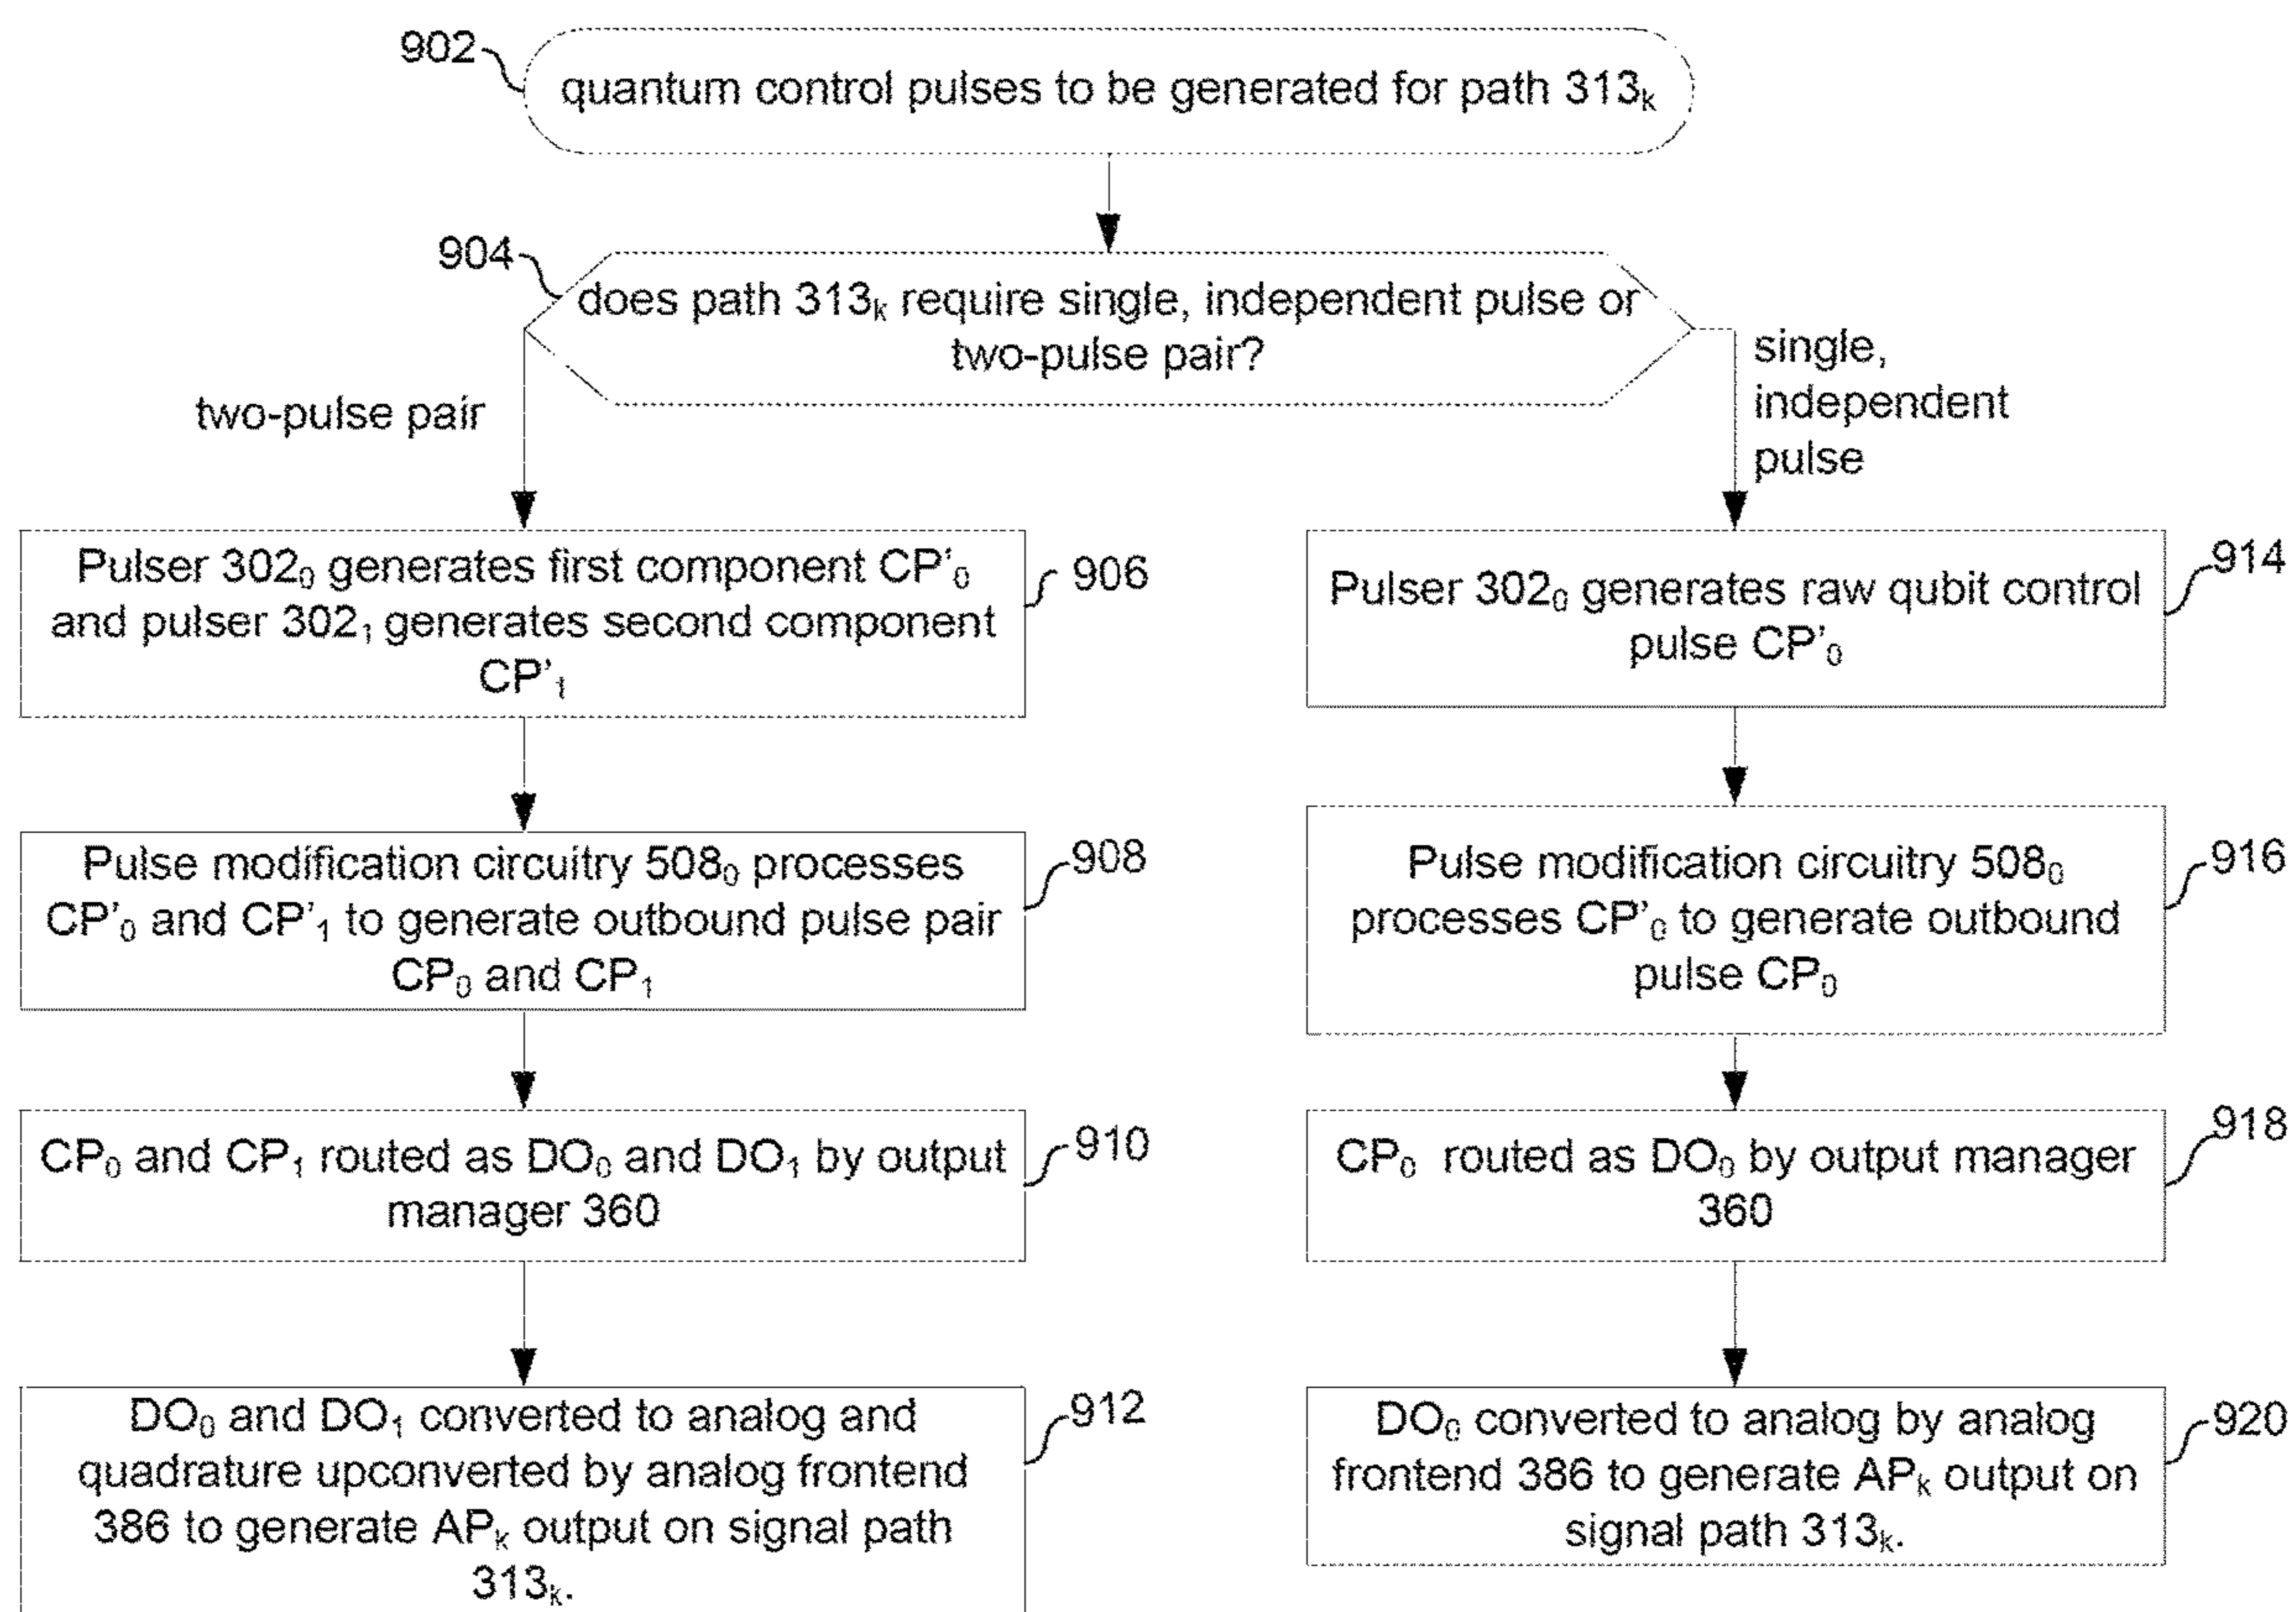 902
quantum control pulses to be generated for path 313ₖ
904
does path 313ₖ require single, independent pulse or
two-pulse pair?
two-pulse pair
single,
independent
pulse
Pulser 302₀ generates first component CP'₀
and pulser 302₁ generates second component
CP'₁
906
Pulse modification circuitry 508₀ processes
CP'₀ and CP'₁ to generate outbound pulse pair
CP₀ and CP₁
908
CP₀ and CP₁ routed as DO₀ and DO₁ by output
manager 360
910
DO₀ and DO₁ converted to analog and
quadrature upconverted by analog frontend
386 to generate APₖ output on signal path
313ₖ.
912
Pulser 302₀ generates raw qubit control
pulse CP'₀
914
Pulse modification circuitry 508₀
processes CP'₀ to generate outbound
pulse CP₀
916
CP₀ routed as DO₀ by output manager
360
918
DO₀ converted to analog by analog
frontend 386 to generate APₖ output on
signal path 313ₖ.
920